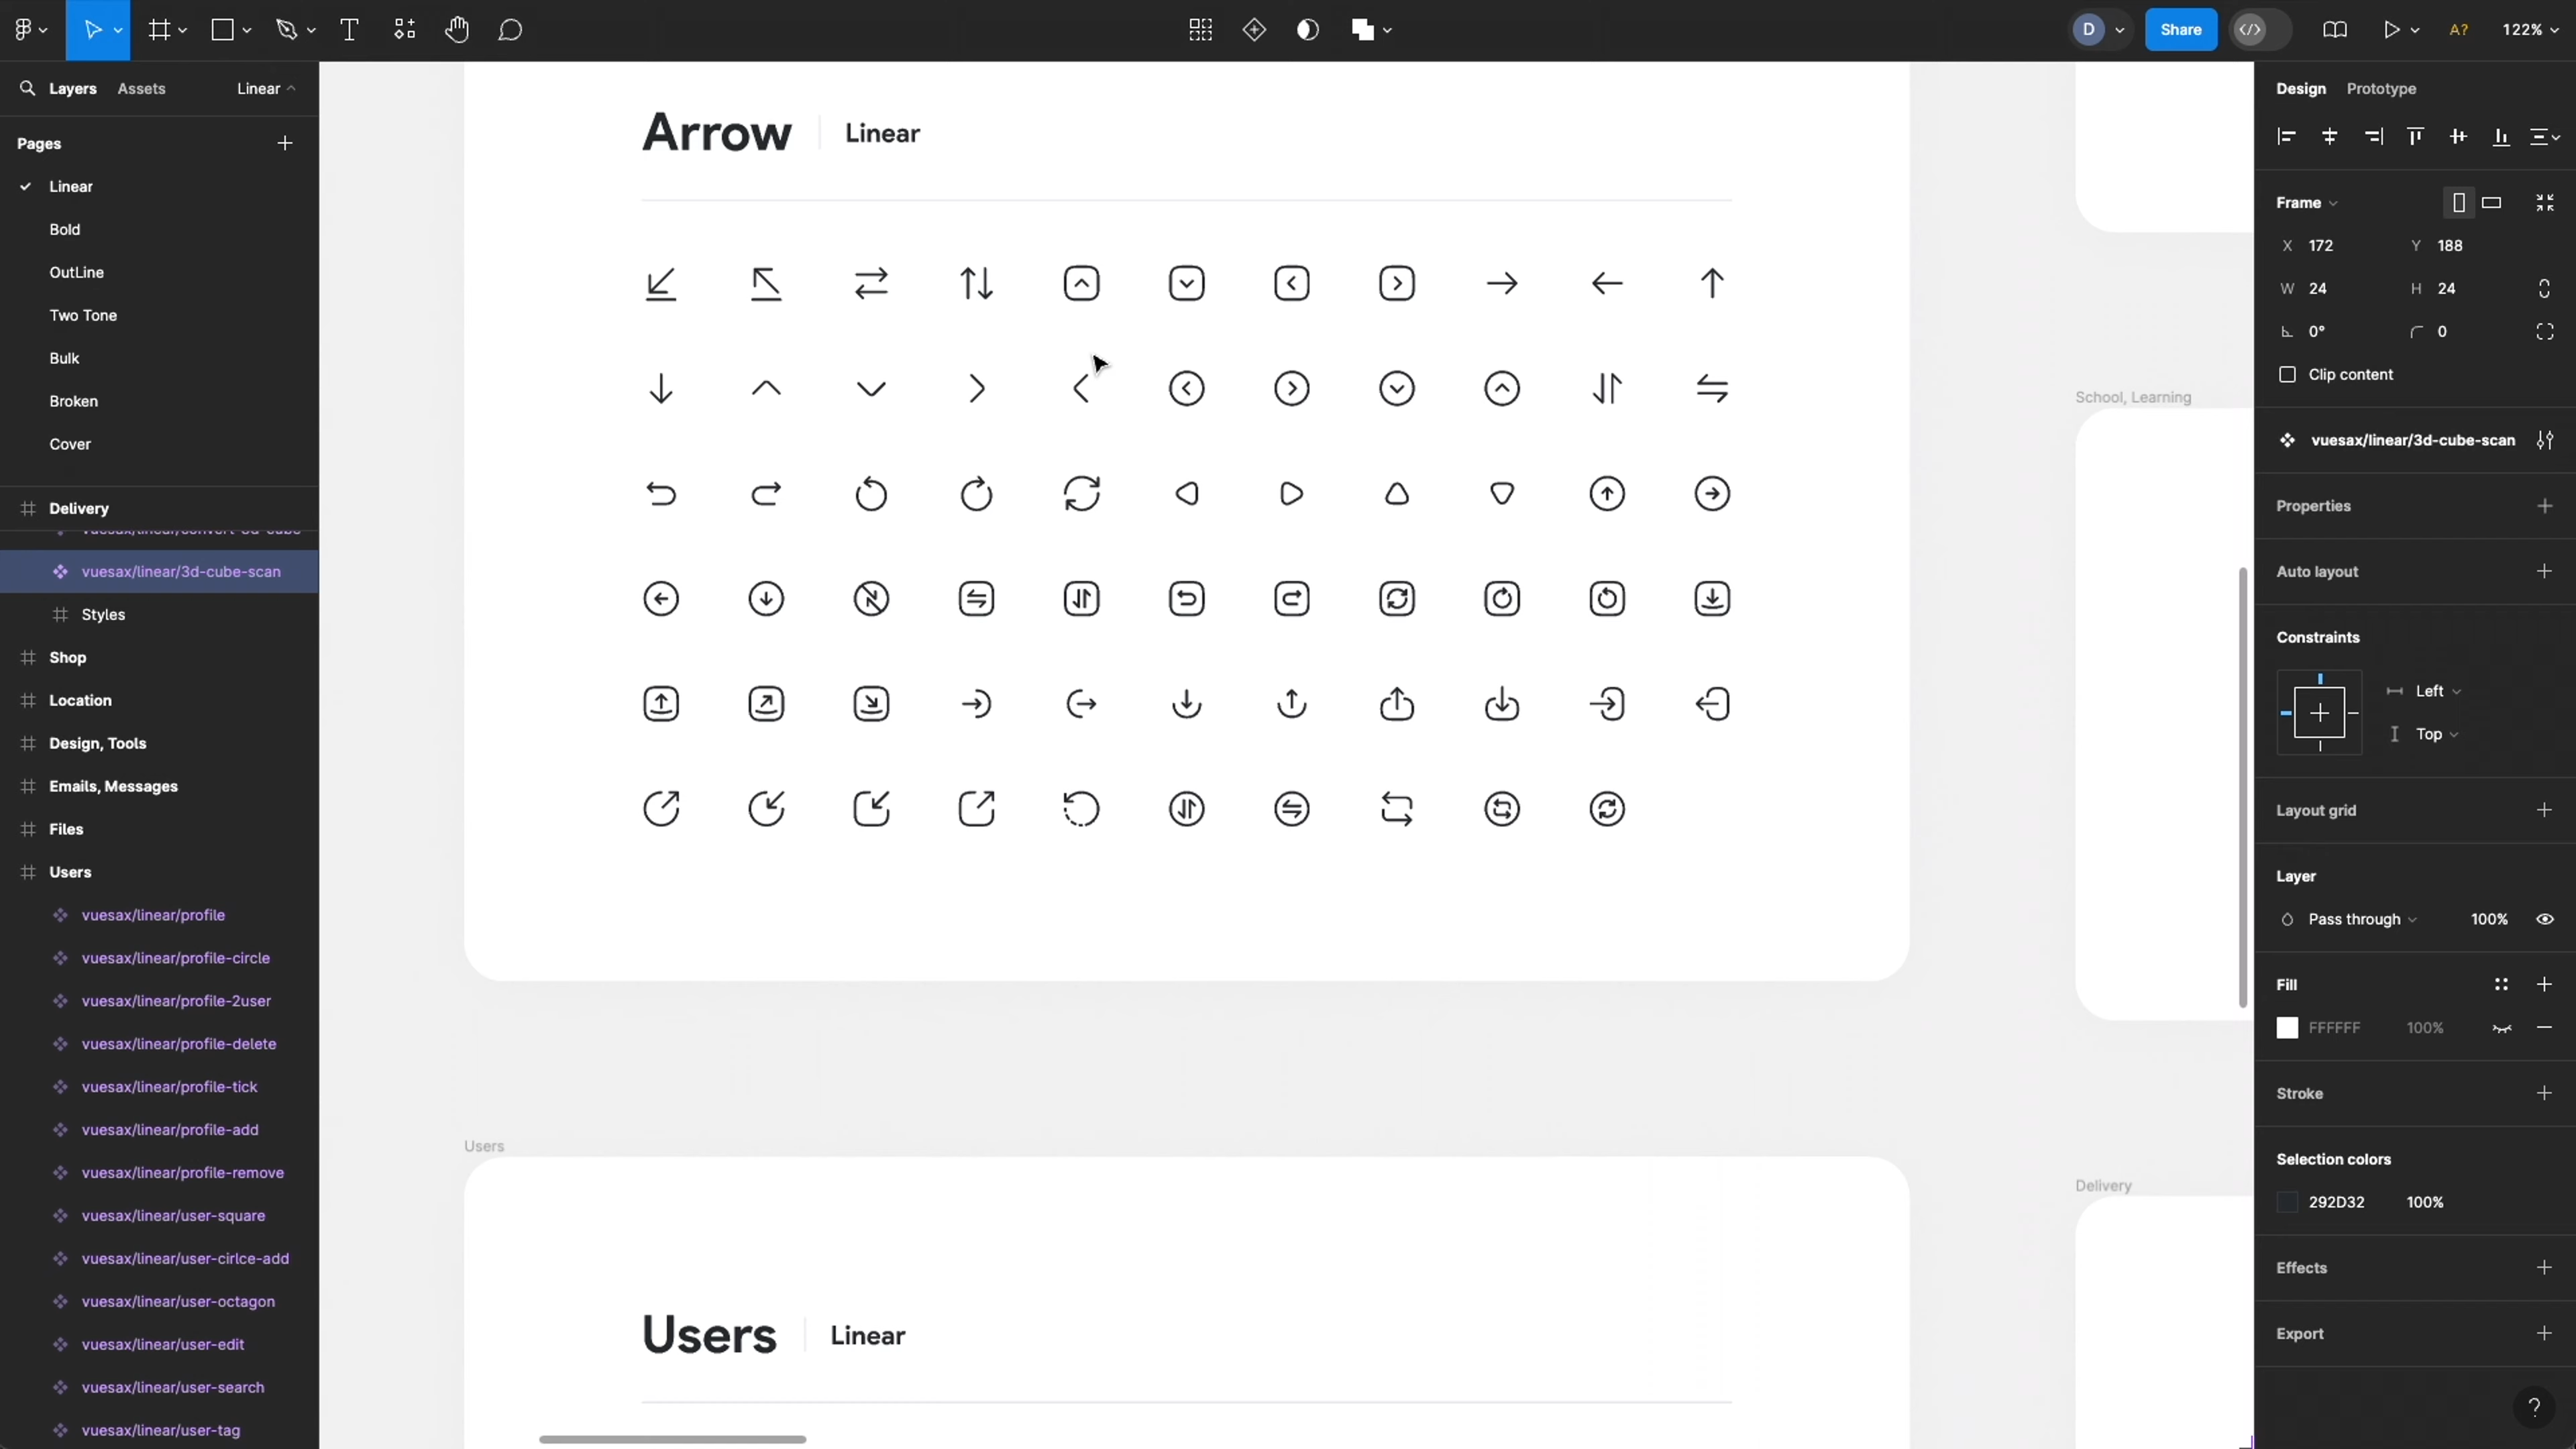 D
Share
A?
122%
Layers
Assets
Linear
Pages
Linear
Bold
OutLine
Two Tone
Bulk
Broken
Cover
Delivery
vuesax/linear/convert-3d-cube
vuesax/linear/3d-cube-scan
Styles
Shop
Location
Design, Tools
Emails, Messages
Files
Users
vuesax/linear/profile
vuesax/linear/profile-circle
vuesax/linear/profile-2user
vuesax/linear/profile-delete
vuesax/linear/profile-tick
vuesax/linear/profile-add
vuesax/linear/profile-remove
vuesax/linear/user-square
vuesax/linear/user-cirlce-add
vuesax/linear/user-octagon
vuesax/linear/user-edit
vuesax/linear/user-search
vuesax/linear/user-tag
Arrow
Linear
Users
Users
Linear
School, Learning
Delivery
Design
Prototype
Frame
X 172
Y 188
W 24
H 24
0°
0
Clip content
vuesax/linear/3d-cube-scan
Properties
Auto layout
Constraints
Left
Top
Layout grid
Layer
Pass through
100%
Fill
FFFFFF
100%
Stroke
Selection colors
292D32
100%
Effects
Export
?